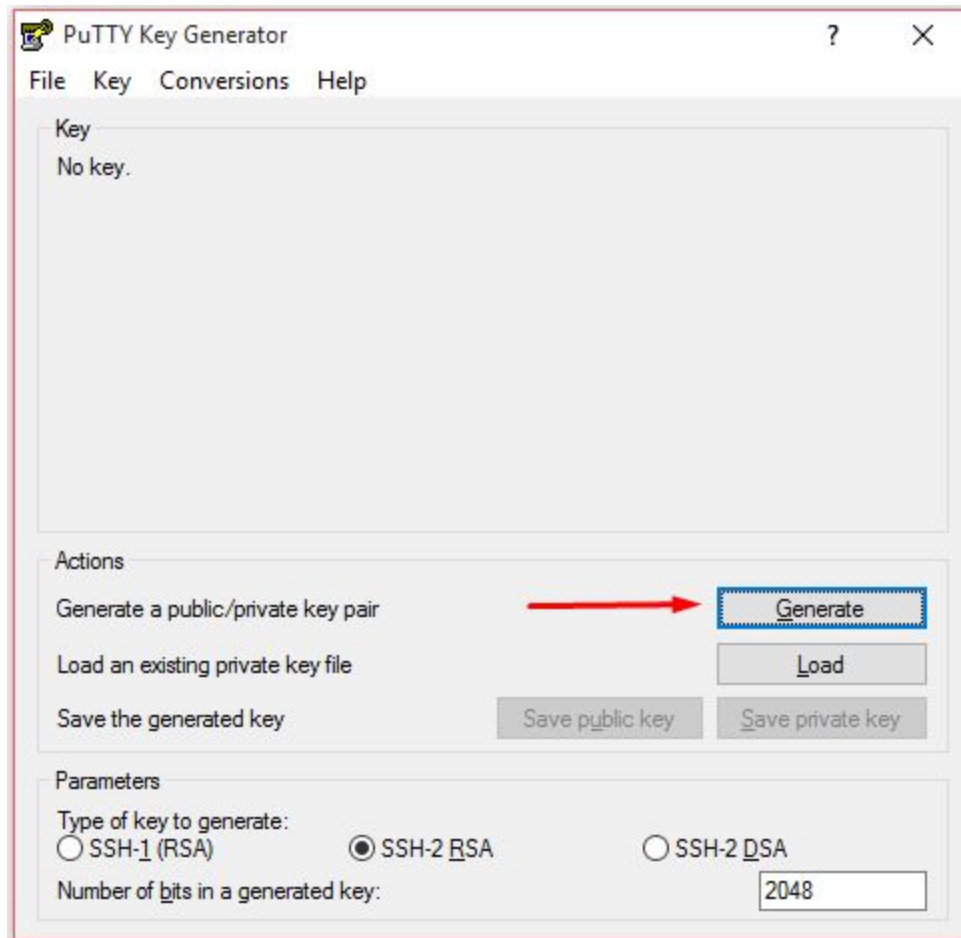 PuTTY Key Generator ?
File Key Conversions Help
Key
No key.
Actions
Generate a public/private key pair Generate
Load an existing private key file Load
Save the generated key Save public key Save private key
Parameters
Type of key to generate:
SSH-1 (RSA) SSH-2 RSA SSH-2 DSA
Number of bits in a generated key: 2048